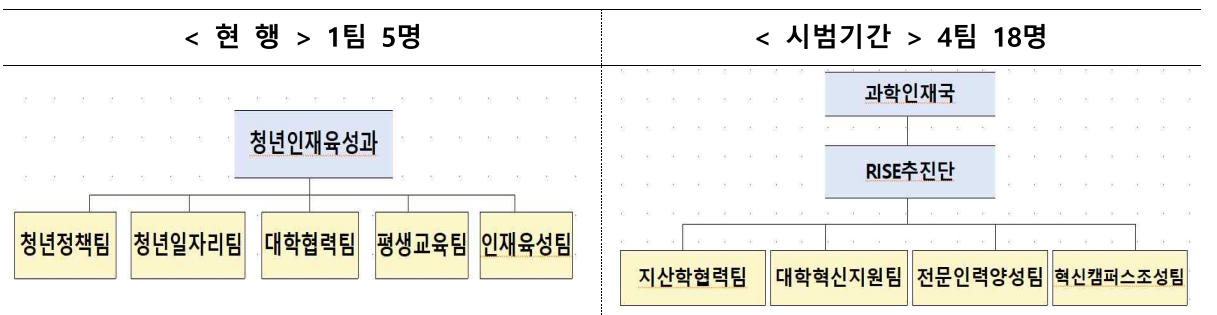 < 현 행 > 1팀 5명
청년인재육성과
청년정책팀 청년일자리팀 대학협력팀 평생교육팀 인재육성팀
< 시범기간 > 4팀 18명
과학인재국
RISE추진단
지산학협력팀 대학혁신지원팀 전문인력양성팀 혁신캠퍼스조성팀